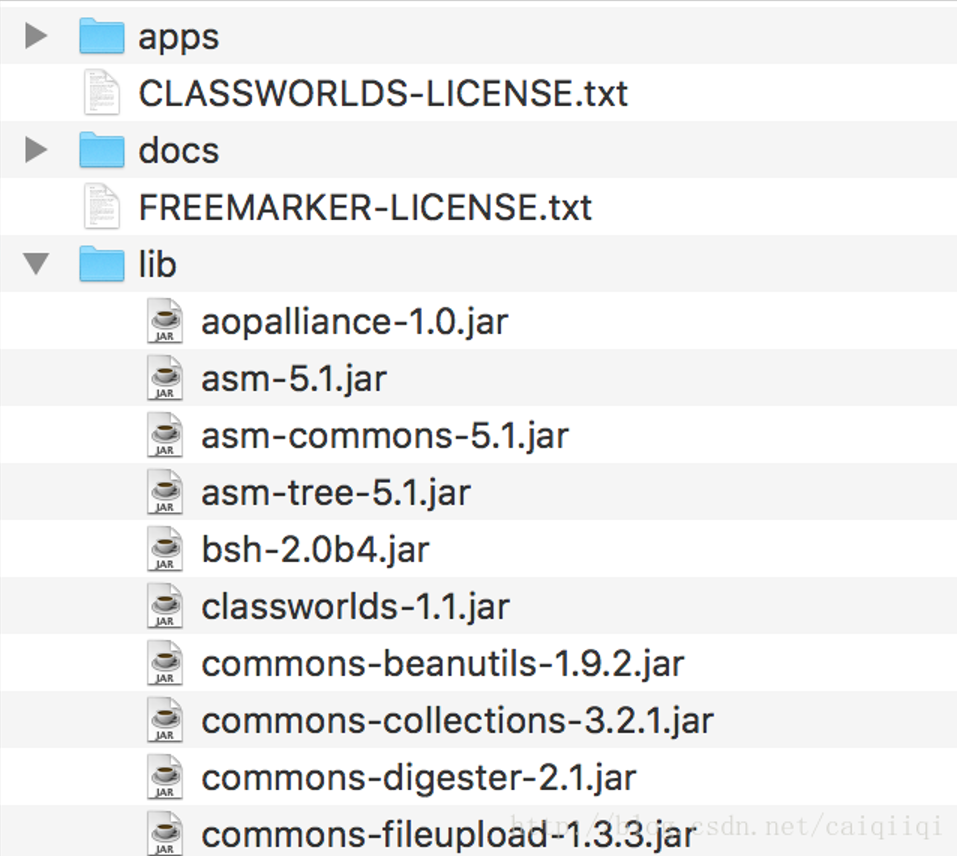 apps
CLASSWORLDS-LICENSE.txt
docs
FREEMARKER-LICENSE.txt
lib
JAR aopalliance-1.0.jar
JAR asm-5.1.jar
JAR asm-commons-5.1.jar
JAR asm-tree-5.1.jar
JAR bsh-2.0b4.jar
JAR classworlds-1.1.jar
JAR commons-beanutils-1.9.2.jar
JAR commons-collections-3.2.1.jar
JAR commons-digester-2.1.jar
JAR commons-fileupload-1.3.3.jar
http://blog.csdn.net/caiqiiqi